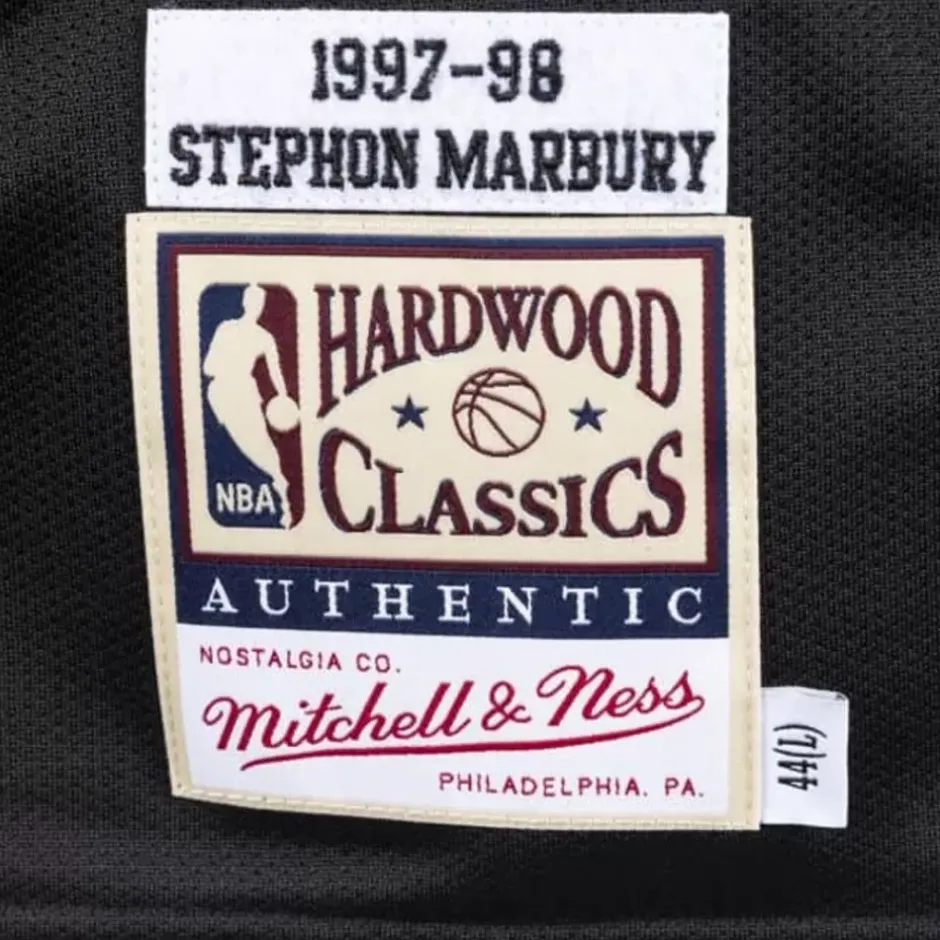 1997-98
STEPHON MARBURY
HARDWOOD
CLASSICS
NBA
AUTHENTIC
NOSTALGIA CO.
Mitchell & Ness
PHILADELPHIA. PA.
44(L)